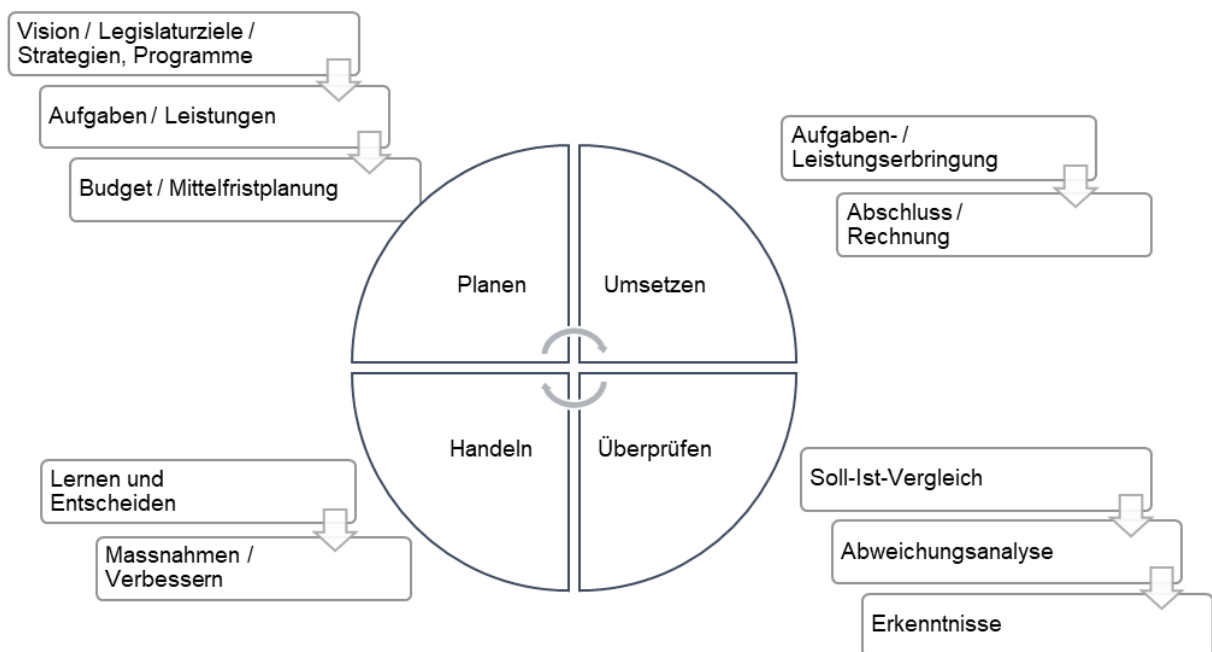 Vision / Legislaturziele /
Strategien, Programme
Aufgaben / Leistungen
Budget / Mittelfristplanung
Aufgaben- /
Leistungserbringung
Abschluss /
Rechnung
Planen
Umsetzen
Handeln
Überprüfen
Lernen und
Entscheiden
Massnahmen /
Verbessern
Soll-Ist-Vergleich
Abweichungsanalyse
Erkenntnisse